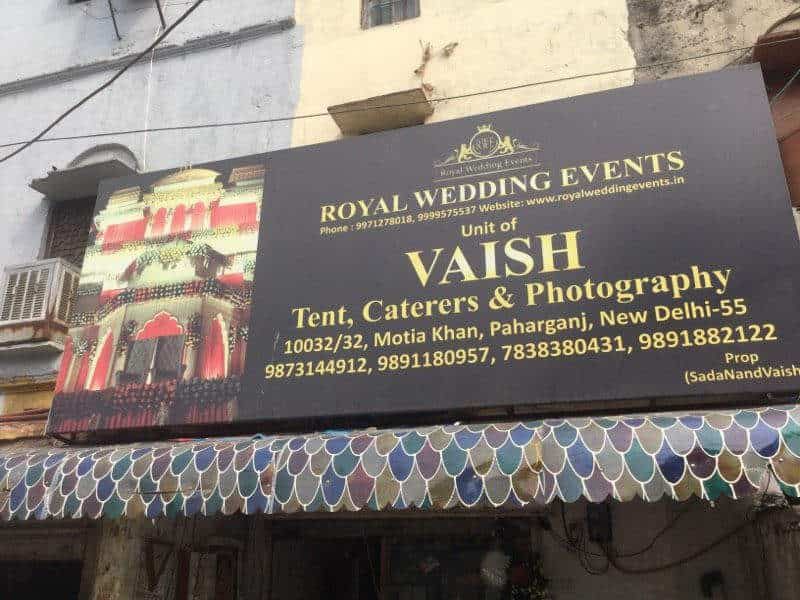 RWE
Royal Wedding Events
ROYAL WEDDING EVENTS
Phone : 9971278018, 9999575537 Website: www.royalweddingevents.in
Unit of
VAISH
Tent, Caterers & Photography
10032/32, Motia Khan, Paharganj, New Delhi-55
9873144912, 9891180957, 7838380431, 9891882122
Prop
(SadaNandVaish